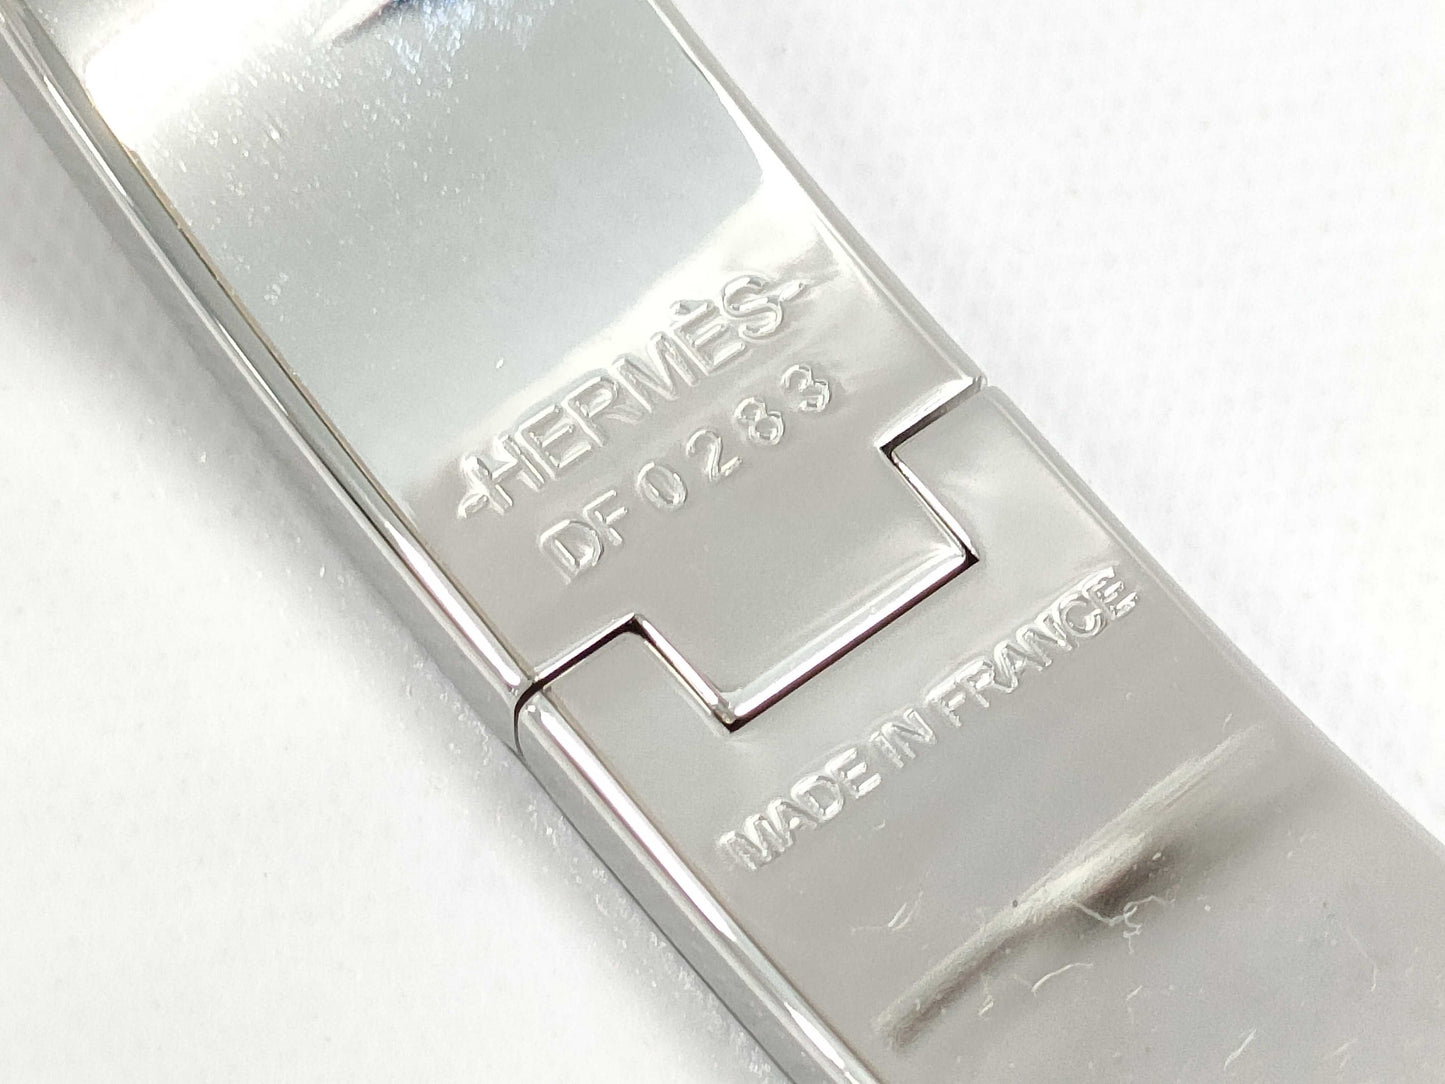 -HERMÈS-
DF0283
MADE IN FRANCE